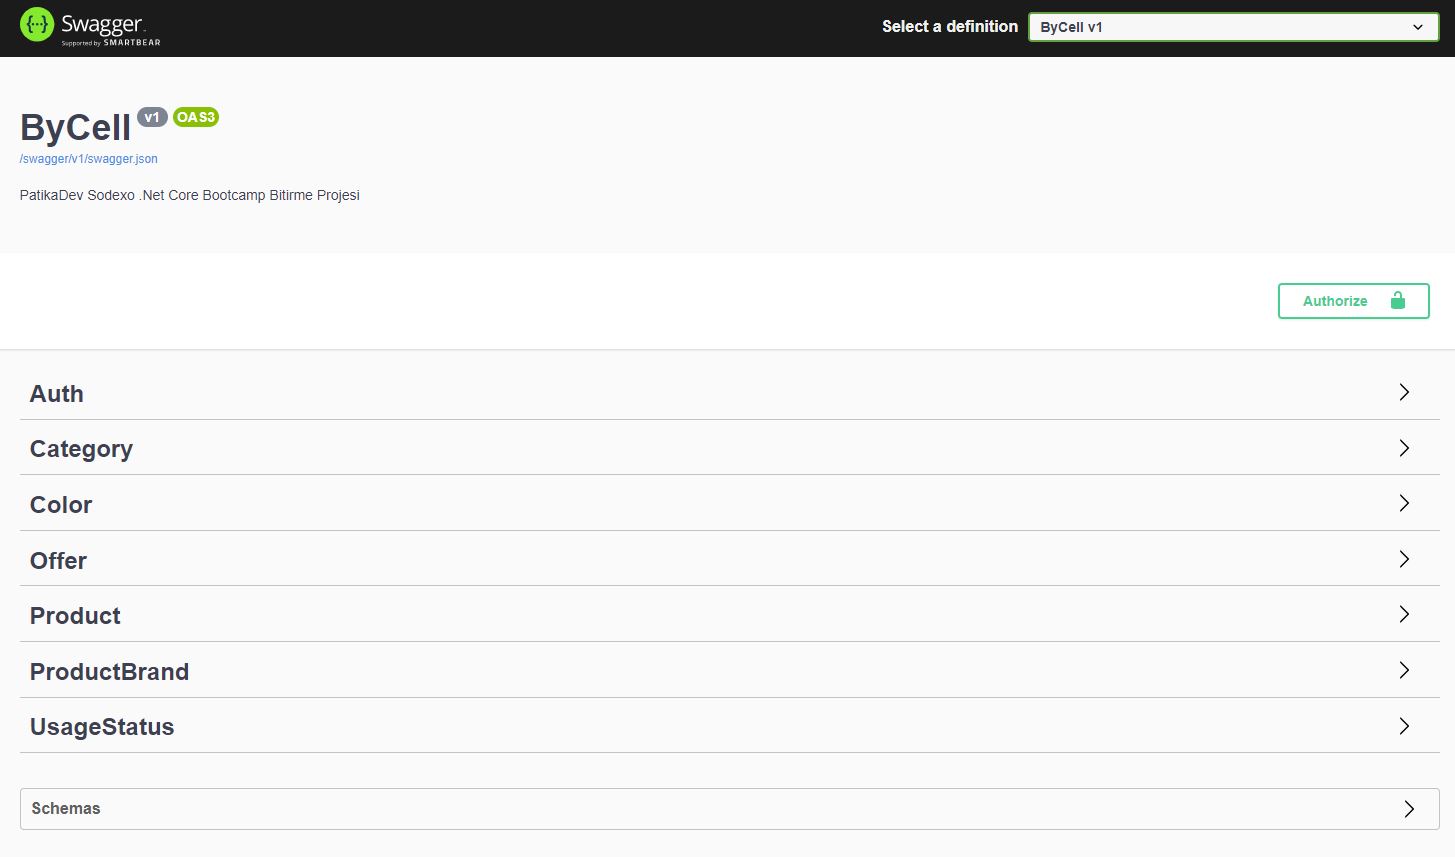 Swagger
Supported by SMARTBEAR
Select a definition
ByCell v1
ByCell v1 OAS3
/swagger/v1/swagger.json
PatikaDev Sodexo .Net Core Bootcamp Bitirme Projesi
Authorize
Auth
Category
Color
Offer
Product
ProductBrand
UsageStatus
Schemas